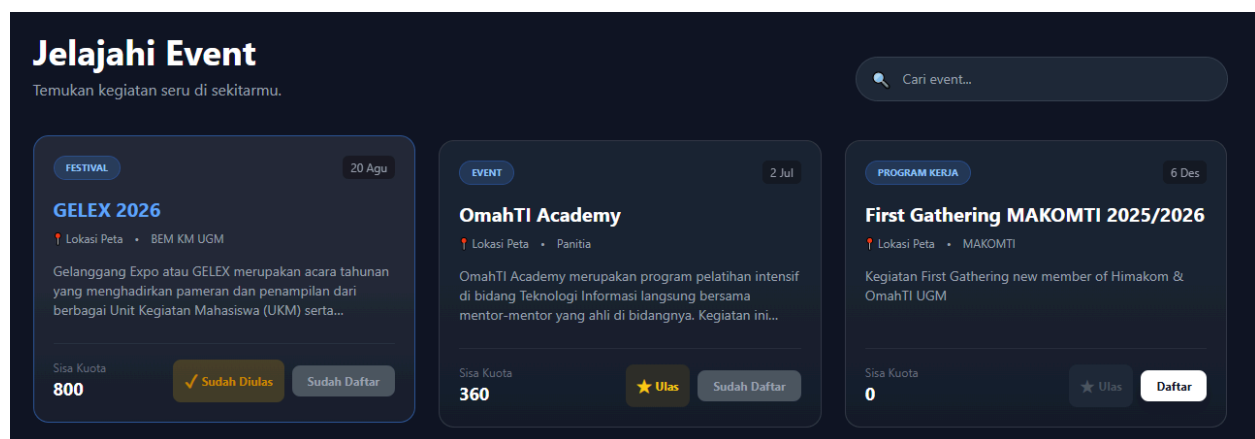 Jelajahi Event
Temukan kegiatan seru di sekitarmu.
Cari event...
FESTIVAL
20 Agu
GELEX 2026
Lokasi Peta • BEM KM UGM
Gelanggang Expo atau GELEX merupakan acara tahunan
yang menghadirkan pameran dan penampilan dari
berbagai Unit Kegiatan Mahasiswa (UKM) serta...
Sisa Kuota
800
✓ Sudah Diulas
Sudah Daftar
EVENT
2 Jul
OmahTI Academy
Lokasi Peta • Panitia
OmahTI Academy merupakan program pelatihan intensif
di bidang Teknologi Informasi langsung bersama
mentor-mentor yang ahli di bidangnya. Kegiatan ini...
Sisa Kuota
360
★ Ulas
Sudah Daftar
PROGRAM KERJA
6 Des
First Gathering MAKOMTI 2025/2026
Lokasi Peta • MAKOMTI
Kegiatan First Gathering new member of Himakom &
OmahTI UGM
Sisa Kuota
0
★ Ulas
Daftar